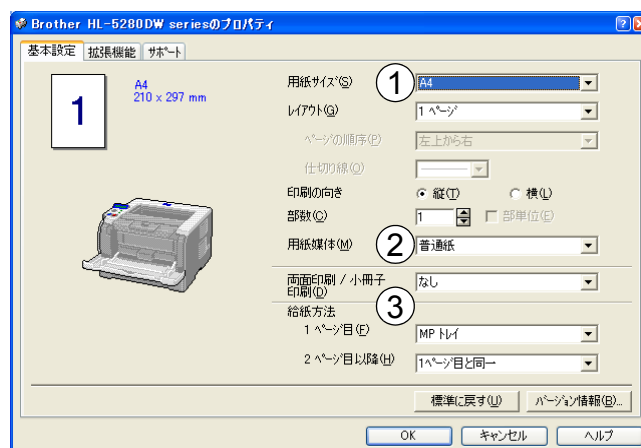 Brother HL-5280DW seriesのプロパティ
基本設定 拡張機能 サポート
1
A4
210 x 297 mm
用紙サイズ(S) ① A4
レイアウト(G) 1 ページ
ページの順序(P) 左上から右
仕切り線(O)
印刷の向き 縦(T) 横(L)
部数(C) 1 部単位(E)
用紙媒体(M) ② 普通紙
両面印刷 / 小冊子 なし
印刷(D)
給紙方法 ③
1 ページ目(F) MP トレイ
2 ページ目以降(H) 1ページ目と同一
標準に戻す(U) バージョン情報(B)...
OK キャンセル ヘルプ